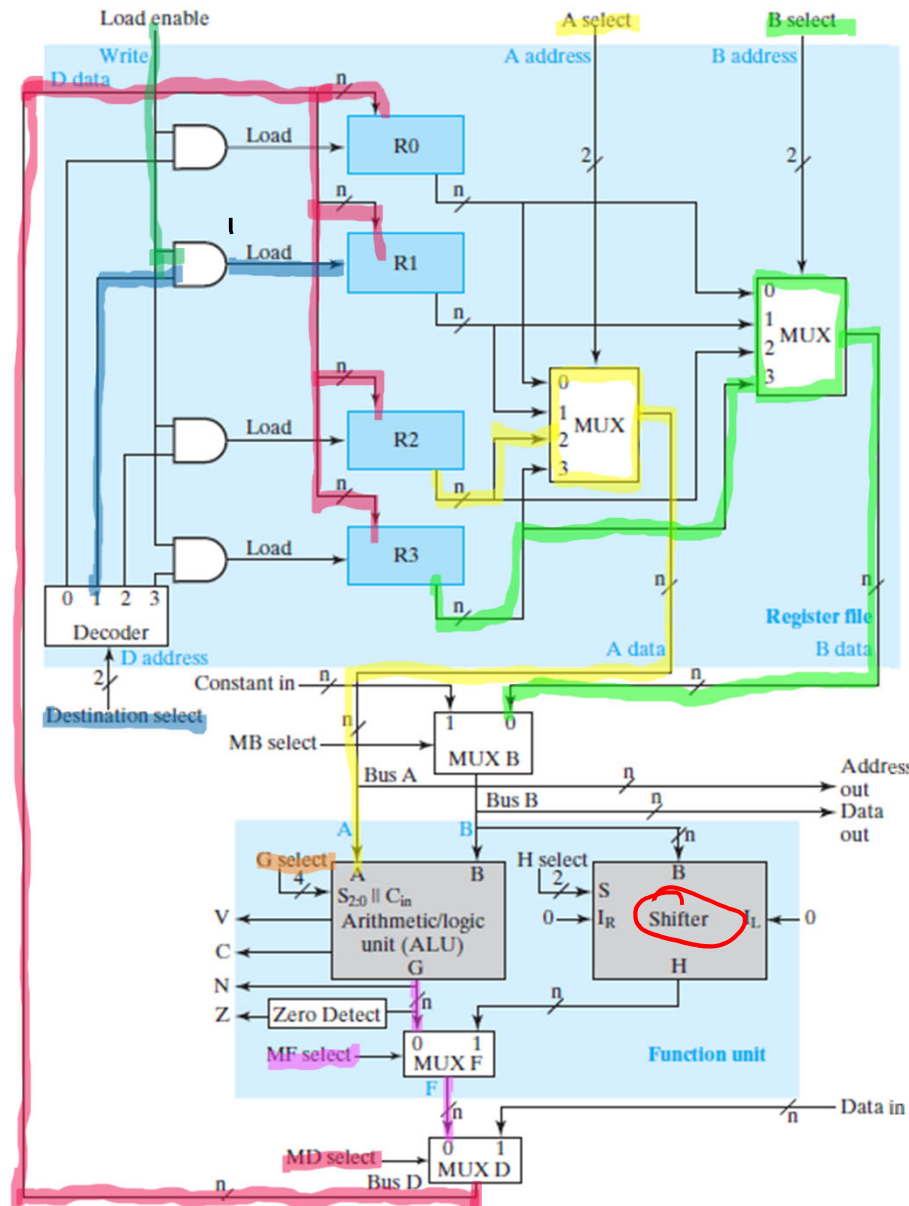 Load enable
A select
B select
Write
A address
B address
D data
n
Load
R0
2
2
n
n
l
Load
R1
0
1
MUX
2
3
n
n
0
1
MUX
2
3
Load
R2
n
n
Load
R3
n
n
n
0 1 2 3
Decoder
Register file
D address
A data
B data
2
Constant in
n
n
Destination select
n
1 0
MB select
MUX B
Bus A
n
Address
out
Bus B
n
Data
out
A
B
n
G select
H select
4
A
B
2
B
S2:0 || Cin
S
V
Arithmetic/logic
unit (ALU)
0
IR
Shifter
IL
0
C
G
H
N
n
n
Z
Zero Detect
0 1
MF select
MUX F
Function unit
F
n
n
Data in
0 1
MD select
MUX D
n
Bus D